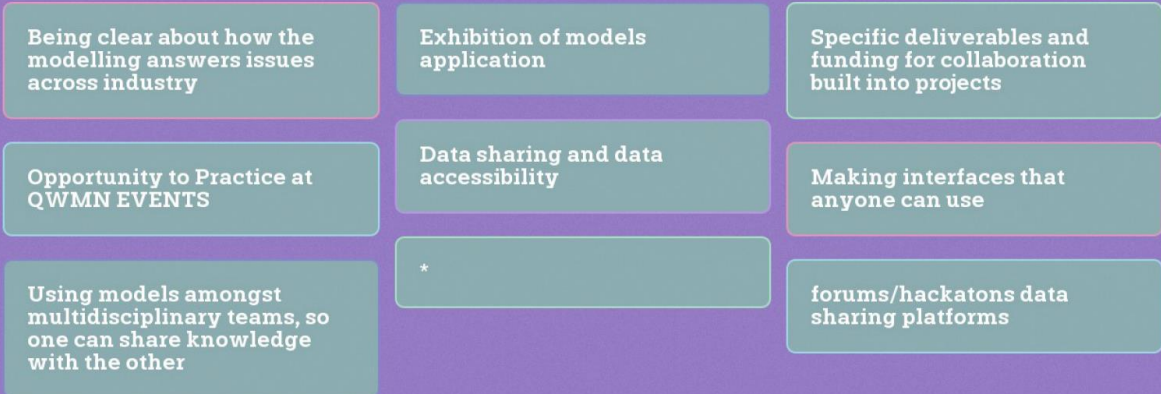 Being clear about how the
modelling answers issues
across industry
Opportunity to Practice at
QWMN EVENTS
Using models amongst
multidisciplinary teams, so
one can share knowledge
with the other
Exhibition of models
application
Data sharing and data
accessibility
*
Specific deliverables and
funding for collaboration
built into projects
Making interfaces that
anyone can use
forums/hackatons data
sharing platforms